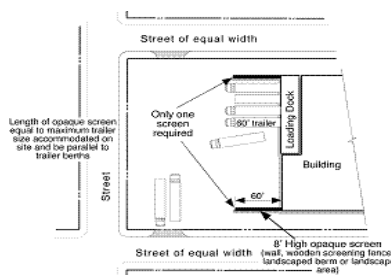 Street of equal width
Length of opaque screen
equal to maximum trailer
size accommodated on
site and be parallel to
trailer berths
Only one
screen
required
60' trailer
Loading Dock
Building
Street
60'
8' High opaque screen
(wall, wooden screening fence,
landscaped berm or landscape
area)
Street of equal width